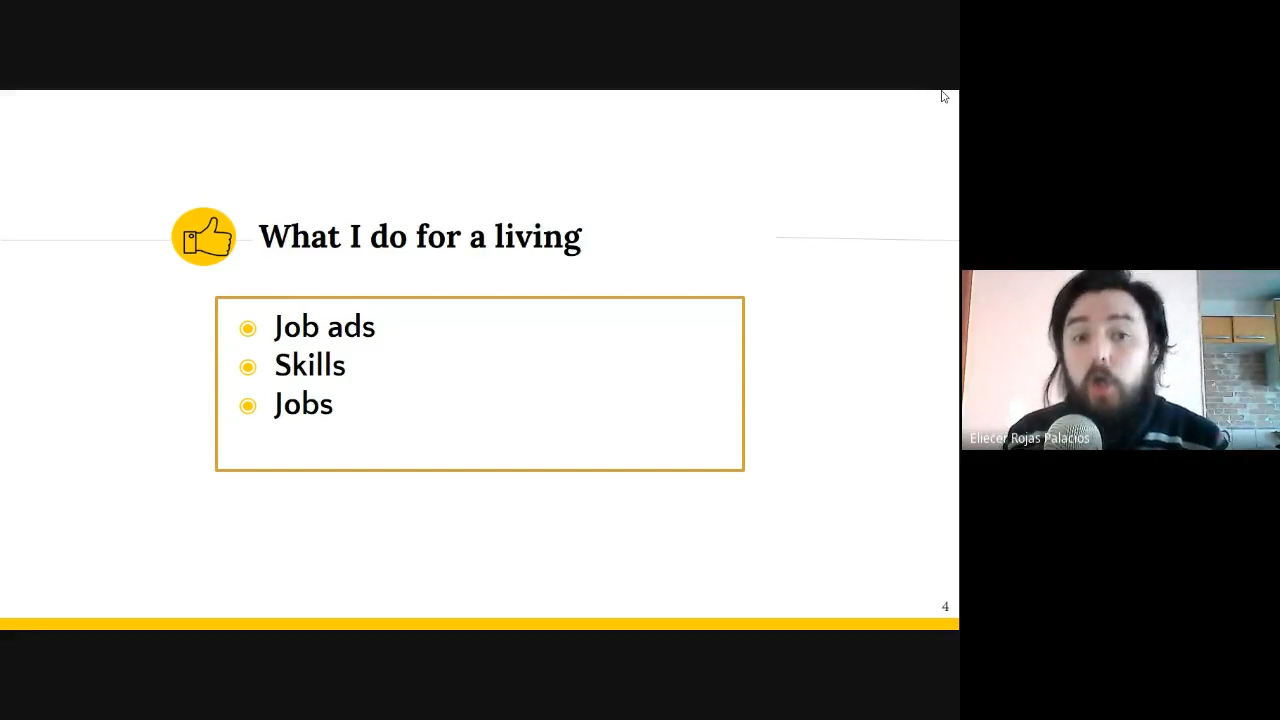 What I do for a living
Job ads
Skills
Jobs
4
Eliecer Rojas Palacios